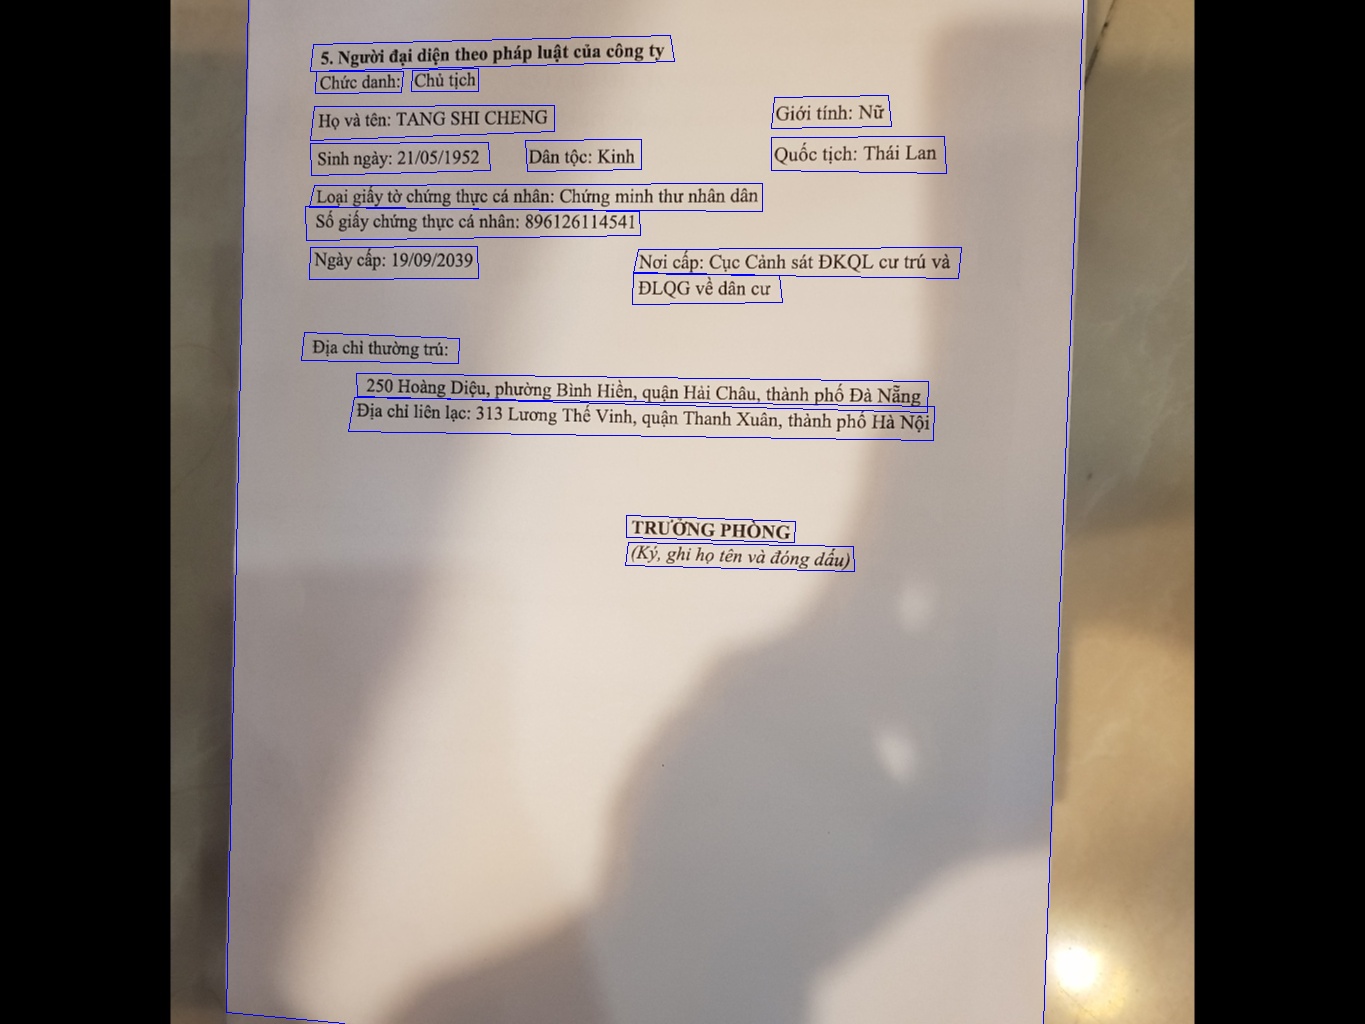 5. Người đại diện theo pháp luật của công ty
Chức danh: Chủ tịch
Họ và tên: TANG SHI CHENG Giới tính: Nữ
Sinh ngày: 21/05/1952 Dân tộc: Kinh Quốc tịch: Thái Lan
Loại giấy tờ chứng thực cá nhân: Chứng minh thư nhân dân
Số giấy chứng thực cá nhân: 896126114541
Ngày cấp: 19/09/2039 Nơi cấp: Cục Cảnh sát ĐKQL cư trú và
ĐLQG về dân cư
Địa chỉ thường trú:
250 Hoàng Diệu, phường Bình Hiền, quận Hải Châu, thành phố Đà Nẵng
Địa chỉ liên lạc: 313 Lương Thế Vinh, quận Thanh Xuân, thành phố Hà Nội
TRƯỞNG PHÒNG
(Ký, ghi họ tên và đóng dấu)